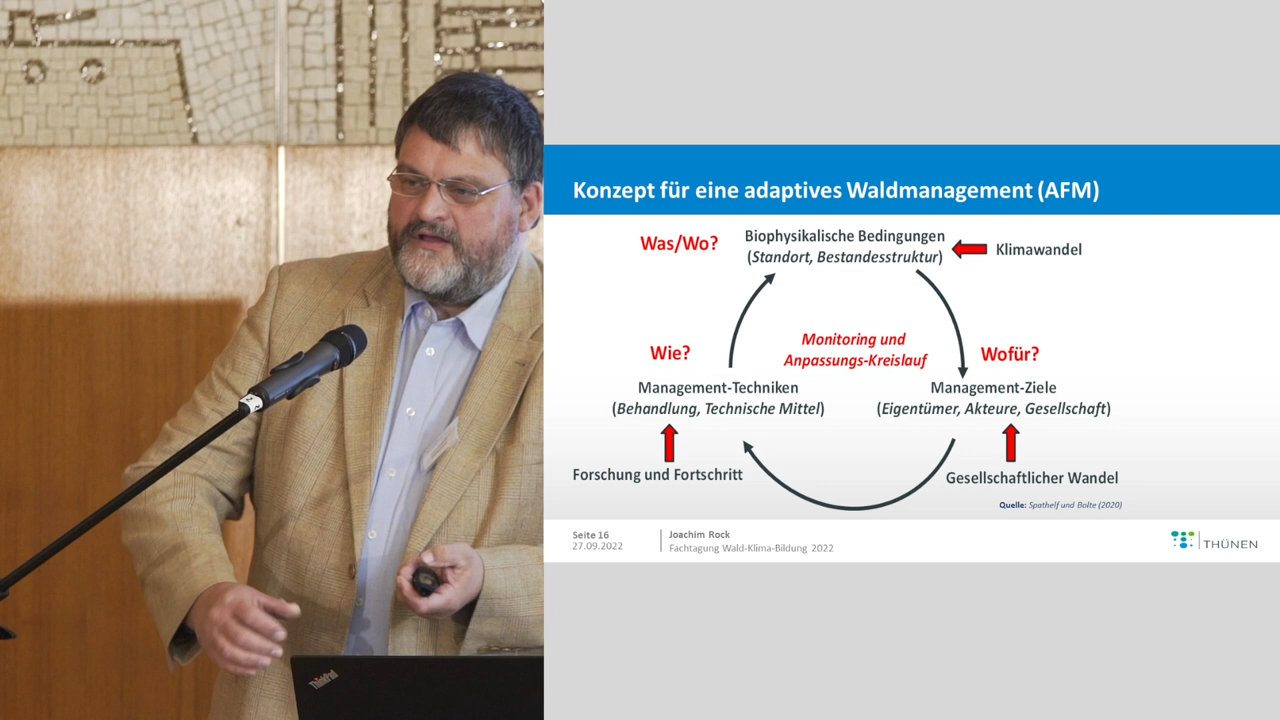 Konzept für eine adaptives Waldmanagement (AFM)
Was/Wo?
Biophysikalische Bedingungen
(Standort, Bestandesstruktur)
Klimawandel
Monitoring und
Anpassungs-Kreislauf
Wie?
Wofür?
Management-Techniken
(Behandlung, Technische Mittel)
Management-Ziele
(Eigentümer, Akteure, Gesellschaft)
Forschung und Fortschritt
Gesellschaftlicher Wandel
Quelle: Spathelf und Bolte (2020)
Seite 16
27.09.2022
Joachim Rock
Fachtagung Wald-Klima-Bildung 2022
THÜNEN
ThinkPad